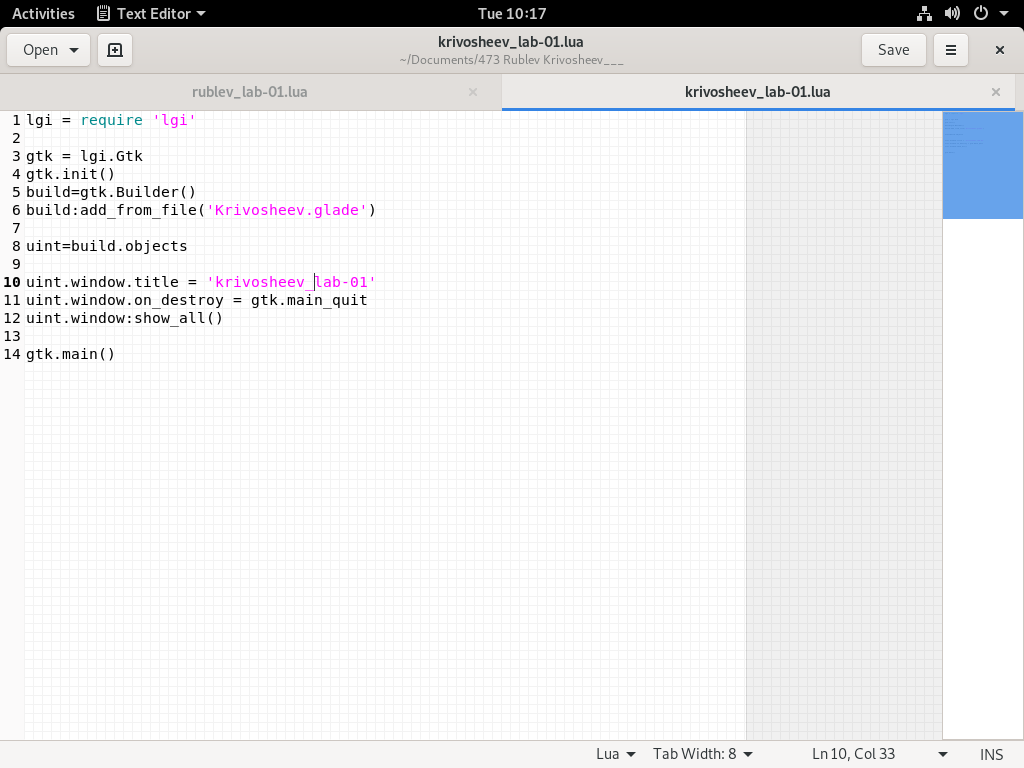 Activities Text Editor Tue 10:17
Open krivosheev_lab-01.lua Save
~/Documents/473 Rublev Krivosheev___
rublev_lab-01.lua krivosheev_lab-01.lua
1 lgi = require 'lgi'
2
3 gtk = lgi.Gtk
4 gtk.init()
5 build=gtk.Builder()
6 build:add_from_file('Krivosheev.glade')
7
8 uint=build.objects
9
10 uint.window.title = 'krivosheev_lab-01'
11 uint.window.on_destroy = gtk.main_quit
12 uint.window:show_all()
13
14 gtk.main()
Lua Tab Width: 8 Ln 10, Col 33 INS